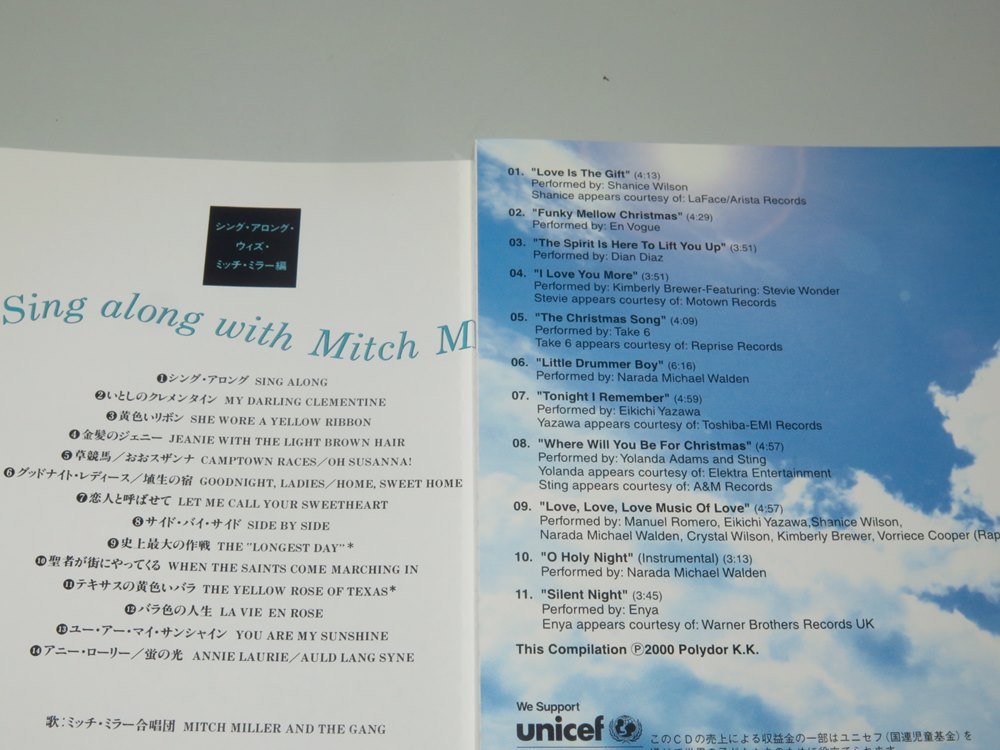 シング・アロング・
ウィズ・
ミッチ・ミラー編
Sing along with Mitch
❶シング・アロング SING ALONG
❷いとしのクレメンタイン MY DARLING CLEMENTINE
❸黄色いリボン SHE WORE A YELLOW RIBBON
❹金髪のジェニー JEANIE WITH THE LIGHT BROWN HAIR
❺草競馬／おおスザンナ CAMPTOWN RACES／OH SUSANNA!
❻グッドナイト・レディース／埴生の宿 GOODNIGHT, LADIES／HOME, SWEET HOME
❼恋人と呼ばせて LET ME CALL YOUR SWEETHEART
❽サイド・バイ・サイド SIDE BY SIDE
❾史上最大の作戦 THE "LONGEST DAY"*
❿聖者が街にやってくる WHEN THE SAINTS COME MARCHING IN
⓫テキサスの黄色いバラ THE YELLOW ROSE OF TEXAS*
⓬バラ色の人生 LA VIE EN ROSE
⓭ユー・アー・マイ・サンシャイン YOU ARE MY SUNSHINE
⓮アニー・ローリー／蛍の光 ANNIE LAURIE／AULD LANG SYNE
歌：ミッチ・ミラー合唱団 MITCH MILLER AND THE GANG
01. "Love Is The Gift" (4:13)
Performed by: Shanice Wilson
Shanice appears courtesy of: LaFace/Arista Records
02. "Funky Mellow Christmas" (4:29)
Performed by: En Vogue
03. "The Spirit Is Here To Lift You Up" (3:51)
Performed by: Dian Diaz
04. "I Love You More" (3:51)
Performed by: Kimberly Brewer-Featuring: Stevie Wonder
Stevie appears courtesy of: Motown Records
05. "The Christmas Song" (4:09)
Performed by: Take 6
Take 6 appears courtesy of: Reprise Records
06. "Little Drummer Boy" (6:16)
Performed by: Narada Michael Walden
07. "Tonight I Remember" (4:59)
Performed by: Eikichi Yazawa
Yazawa appears courtesy of: Toshiba-EMI Records
08. "Where Will You Be For Christmas" (4:57)
Performed by: Yolanda Adams and Sting
Yolanda appears courtesy of: Elektra Entertainment
Sting appears courtesy of: A&M Records
09. "Love, Love, Love Music Of Love" (4:57)
Performed by: Manuel Romero, Eikichi Yazawa,Shanice Wilson,
Narada Michael Walden, Crystal Wilson, Kimberly Brewer, Vorriece Cooper (Rap
10. "O Holy Night" (Instrumental) (3:13)
Performed by: Narada Michael Walden
11. "Silent Night" (3:45)
Performed by: Enya
Enya appears courtesy of: Warner Brothers Records UK
This Compilation Ⓟ2000 Polydor K.K.
We Support
unicef
このCDの売上による収益金の一部はユニセフ（国連児童基金）を